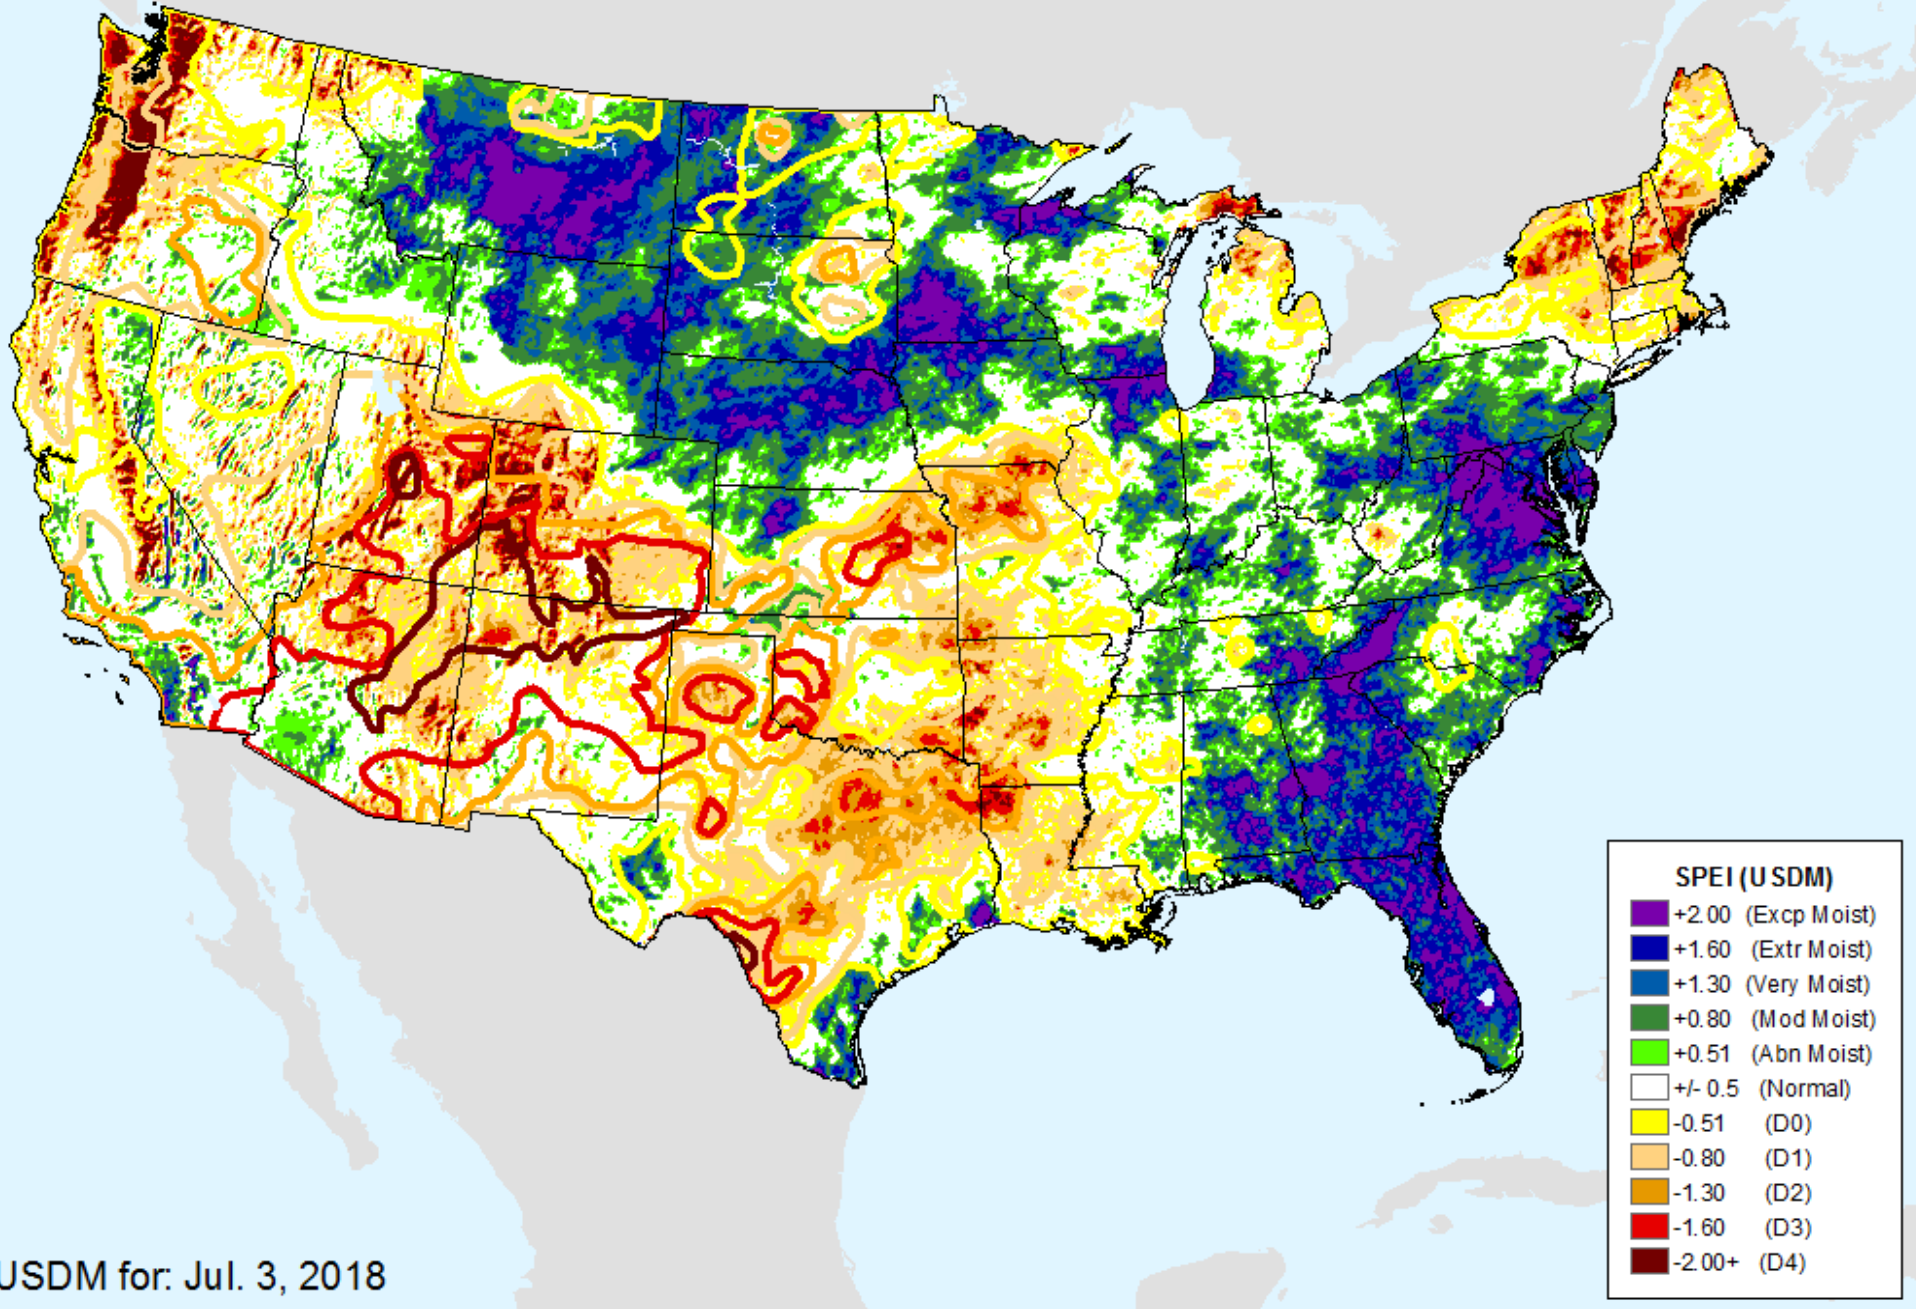 SPEI (USDM)
+2.00 (Excp Moist)
+1.60 (Extr Moist)
+1.30 (Very Moist)
+0.80 (Mod Moist)
+0.51 (Abn Moist)
+/- 0.5 (Normal)
-0.51 (D0)
-0.80 (D1)
-1.30 (D2)
-1.60 (D3)
-2.00+ (D4)
USDM for: Jul. 3, 2018